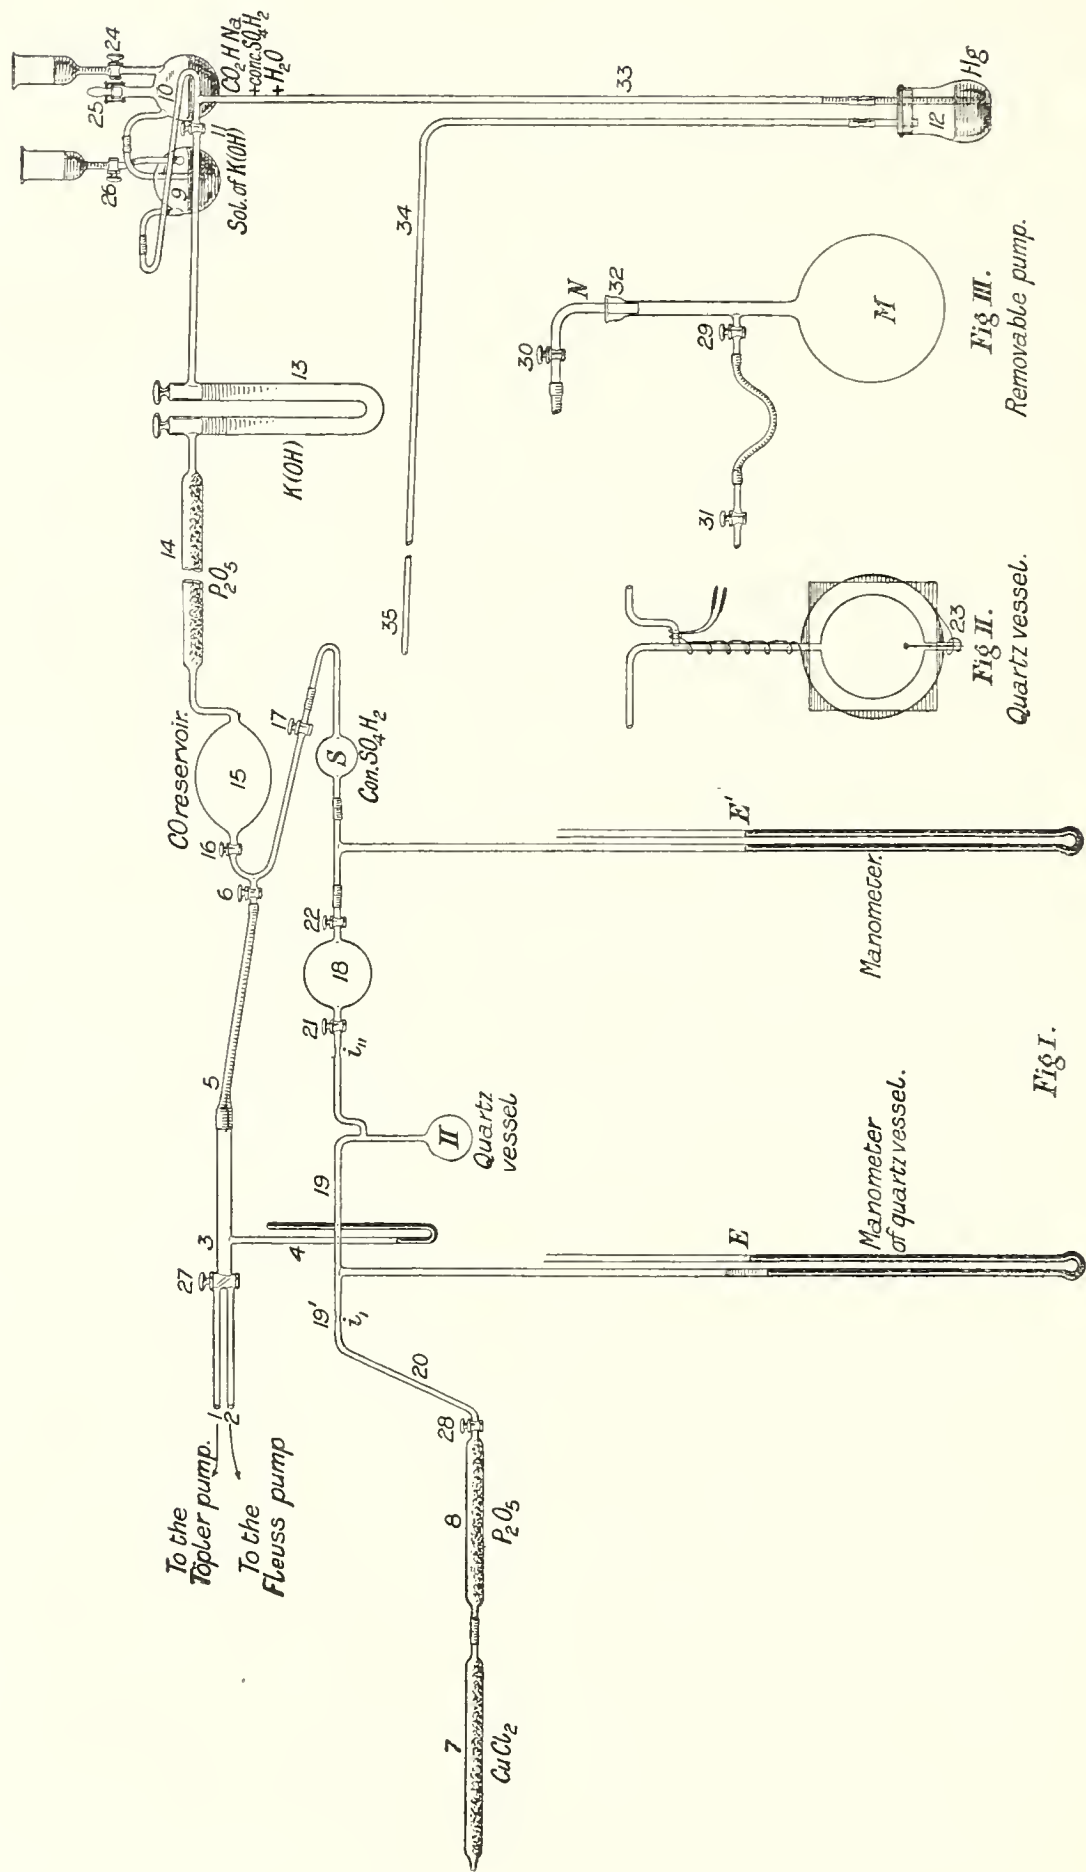 24
25
10
CO2HNa
+conc.SO4H2
+H2O
26
9
11
Sol. of K(OH)
33
12
Hg
34
35
13
K(OH)
14
P2O5
CO reservoir.
15
16
6
17
S
Con.SO4H2
5
3
27
4
1
2
To the
Töpler pump.
To the
Fleuss pump
22
18
21
i,,
19
II
Quartz
vessel
19'
i,
20
28
8
P2O5
7
CuCl2
E
Manometer
of quartz vessel.
E'
Manometer.
Fig I.
23
Fig II.
Quartz vessel.
30
N
32
29
31
M
Fig III.
Removable pump.